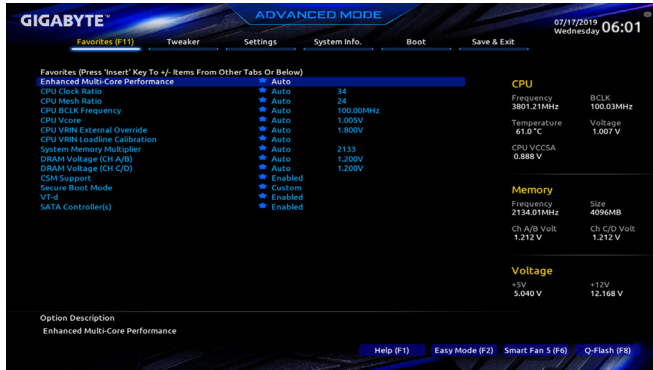 GIGABYTE™
ADVANCED MODE
07/17/2019
Wednesday 06:01
Favorites (F11) Tweaker Settings System Info. Boot Save & Exit
Favorites (Press 'Insert' Key To +/- Items From Other Tabs Or Below)
Enhanced Multi-Core Performance Auto
CPU Clock Ratio Auto 34
CPU Mesh Ratio Auto 24
CPU BCLK Frequency Auto 100.00MHz
CPU Vcore Auto 1.005V
CPU VRIN External Override Auto 1.800V
CPU VRIN Loadline Calibration Auto
System Memory Multiplier Auto 2133
DRAM Voltage (CH A/B) Auto 1.200V
DRAM Voltage (CH C/D) Auto 1.200V
CSM Support Enabled
Secure Boot Mode Custom
VT-d Enabled
SATA Controller(s) Enabled
CPU
Frequency BCLK
3801.21MHz 100.03MHz
Temperature Voltage
61.0 °C 1.007 V
CPU VCCSA
0.888 V
Memory
Frequency Size
2134.01MHz 4096MB
Ch A/B Volt Ch C/D Volt
1.212 V 1.212 V
Voltage
+5V +12V
5.040 V 12.168 V
Option Description
Enhanced Multi-Core Performance
Help (F1) Easy Mode (F2) Smart Fan 5 (F6) Q-Flash (F8)